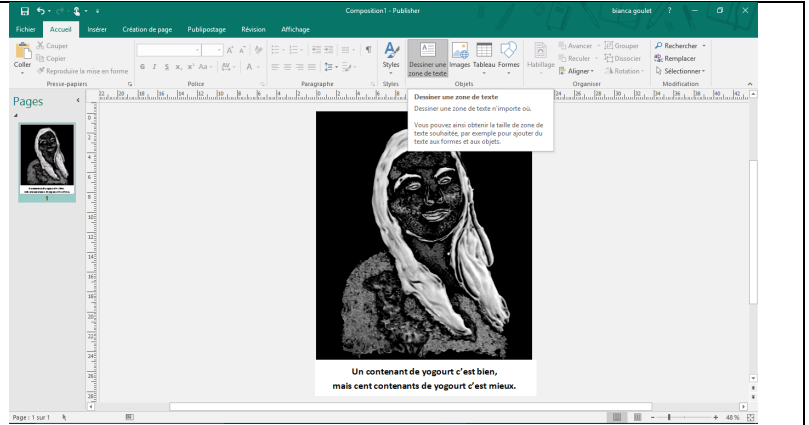 Composition1 - Publisher
bianca goulet ?
Fichier Accueil Insérer Création de page Publipostage Révision Affichage
Coller
Couper
Copier
Reproduire la mise en forme
Presse-papiers
G I S x₂ x² Aa
Police
Paragraphe
Styles
Styles
Dessiner une zone de texte
Images Tableau Formes
Objets
Habillage
Avancer
Reculer
Aligner
Grouper
Dissocier
Rotation
Organiser
Rechercher
Remplacer
Sélectionner
Modification
Pages
Dessiner une zone de texte
Dessiner une zone de texte n'importe où.
Vous pouvez ainsi obtenir la taille de zone de
texte souhaitée, par exemple pour ajouter du
texte aux formes et aux objets.
1
Un contenant de yogourt c'est bien,
mais cent contenants de yogourt c'est mieux.
Page : 1 sur 1
48 %